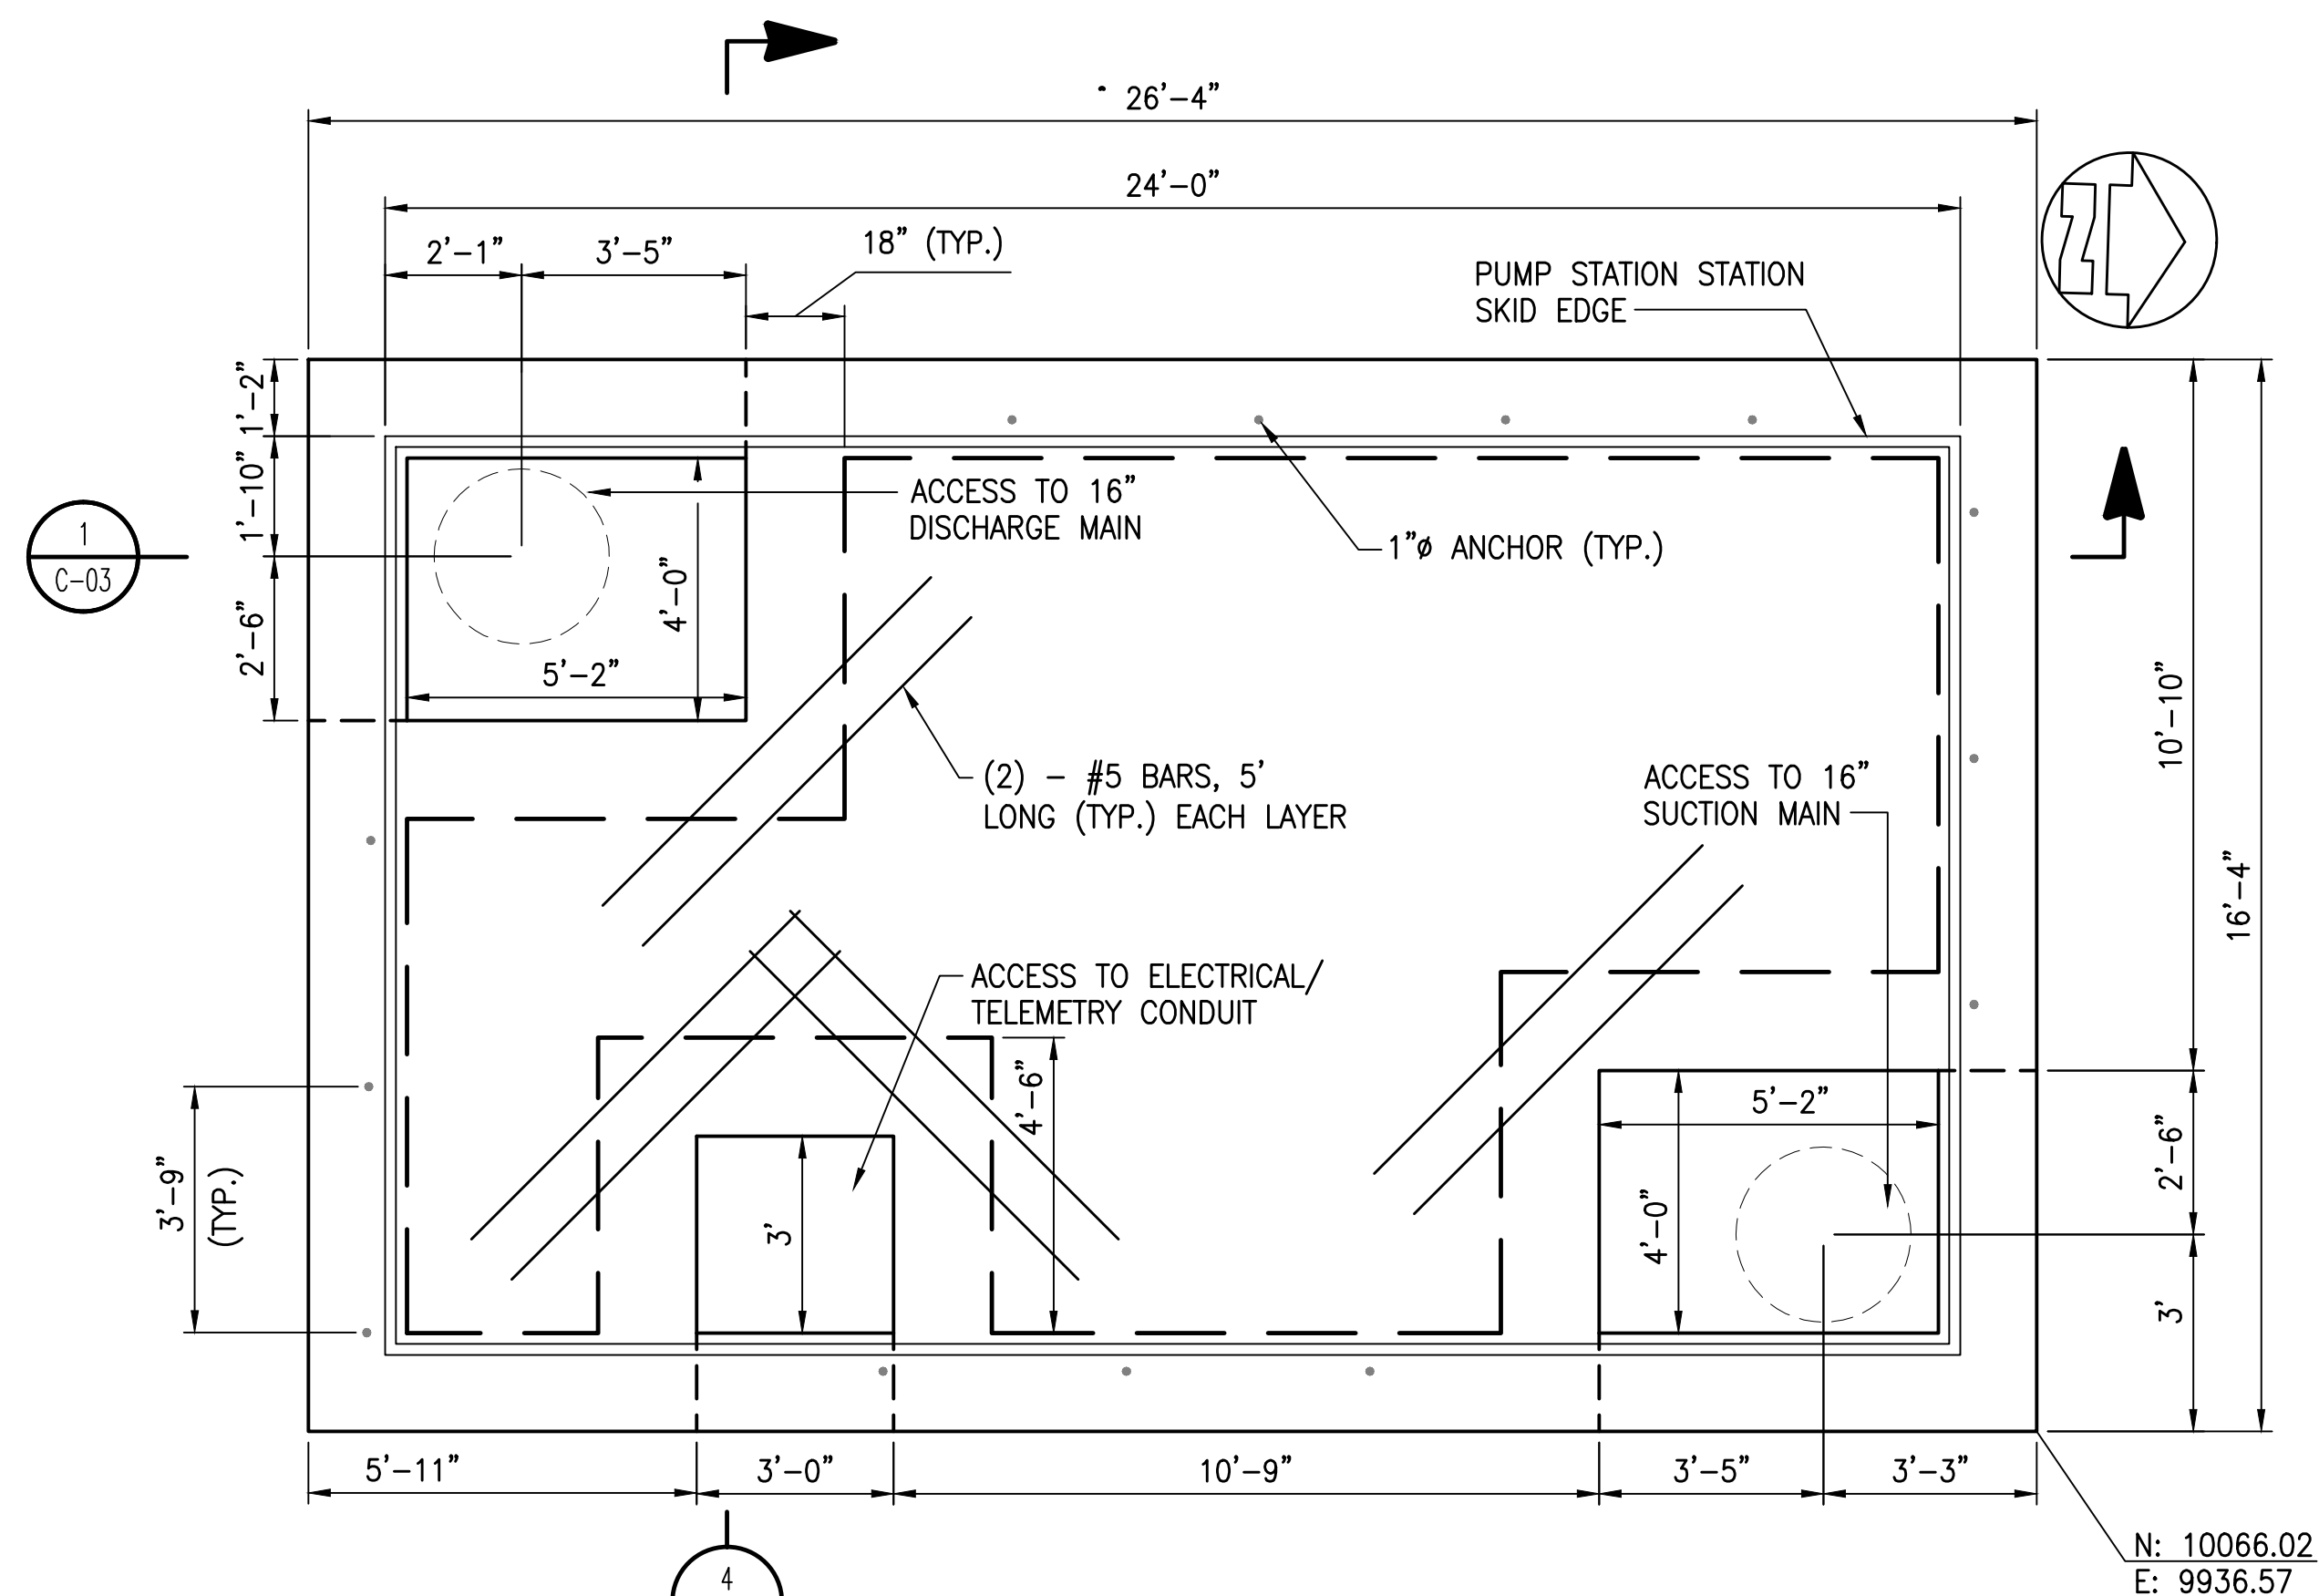 26'-4"
24'-0"
2'-1"
3'-5"
18" (TYP.)
PUMP STATION STATION
SKID EDGE
N
1'-2"
1'-10"
2'-6"
1
C-03
ACCESS TO 16"
DISCHARGE MAIN
1"ø ANCHOR (TYP.)
4'-0"
5'-2"
(2) - #5 BARS, 5'
LONG (TYP.) EACH LAYER
ACCESS TO 16"
SUCTION MAIN
10'-10"
16'-4"
ACCESS TO ELECTRICAL/
TELEMETRY CONDUIT
4'-6"
5'-2"
2'-6"
3'-9"
(TYP.)
3'
4'-0"
3'
5'-11"
3'-0"
10'-9"
3'-5"
3'-3"
N: 10066.02
E: 9936.57
4